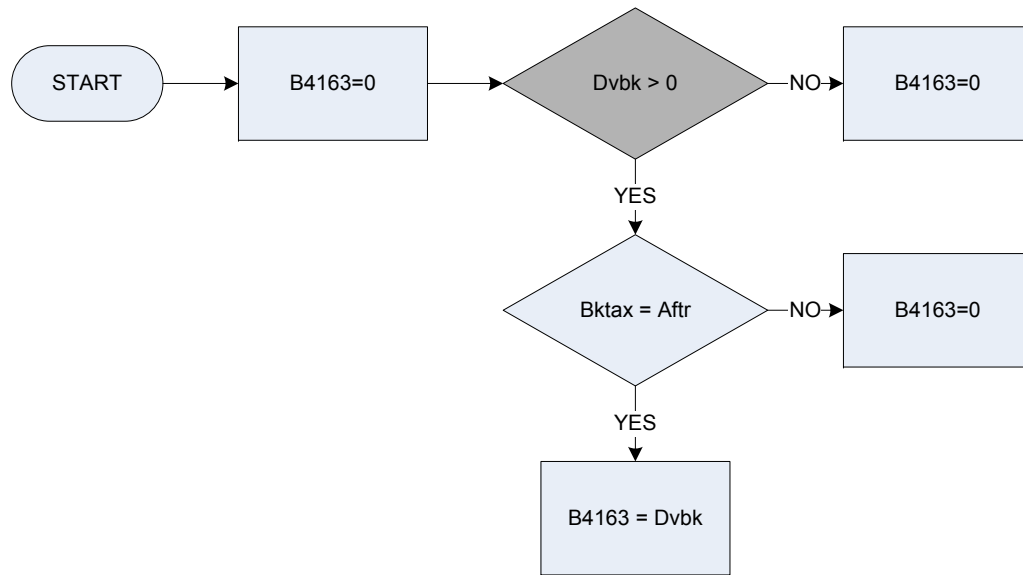 START
B4163=0
Dvbk > 0
NO
B4163=0
YES
Bktax = Aftr
NO
B4163=0
YES
B4163 = Dvbk